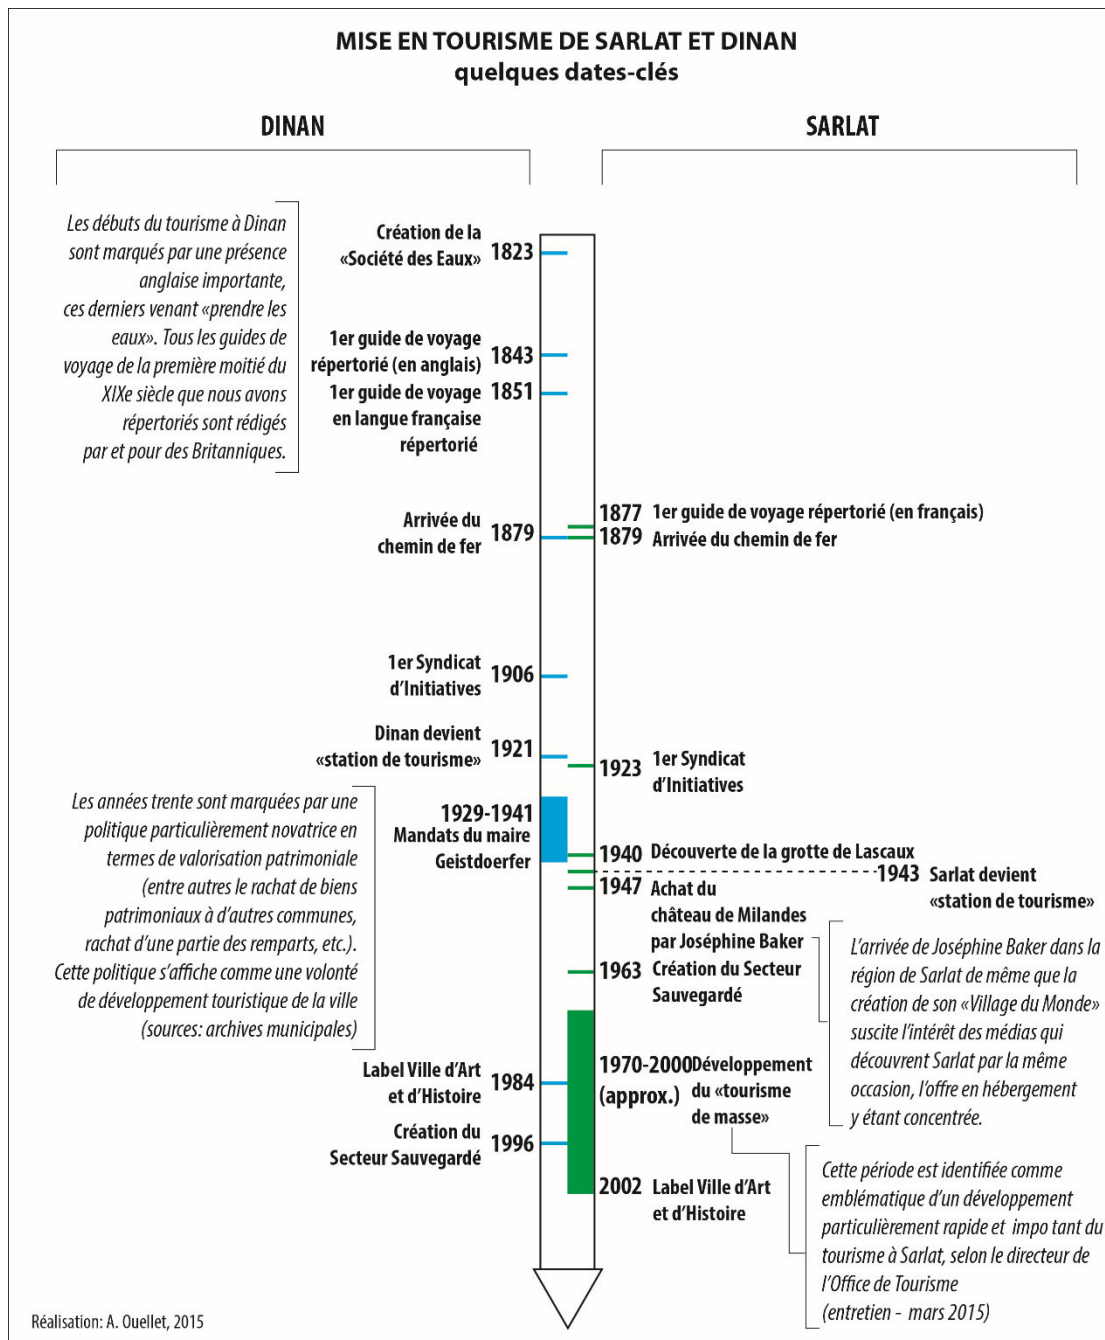 MISE EN TOURISME DE SARLAT ET DINAN
quelques dates-clés
DINAN
Les débuts du tourisme à Dinan
sont marqués par une présence
anglaise importante,
ces derniers venant «prendre les
eaux». Tous les guides de
voyage de la première moitié du
XIXe siècle que nous avons
répertoriés sont rédigés
par et pour des Britanniques.
Création de la
«Société des Eaux» 1823
1er guide de voyage
répertorié (en anglais) 1843
1er guide de voyage 1851
en langue française
répertorié
Arrivée du
chemin de fer 1879
1er Syndicat
d'Initiatives 1906
Dinan devient
«station de tourisme» 1921
1929-1941
Mandats du maire
Geistdoerfer
Les années trente sont marquées par une
politique particulièrement novatrice en
termes de valorisation patrimoniale
(entre autres le rachat de biens
patrimoniaux à d'autres communes,
rachat d'une partie des remparts, etc.).
Cette politique s'affiche comme une volonté
de développement touristique de la ville
(sources: archives municipales)
Label Ville d'Art
et d'Histoire 1984
Création du
Secteur Sauvegardé 1996
SARLAT
1877 1er guide de voyage répertorié (en français)
1879 Arrivée du chemin de fer
1923 1er Syndicat
d'Initiatives
1940 Découverte de la grotte de Lascaux
1943 Sarlat devient
«station de tourisme»
1947 Achat du
château de Milandes
par Joséphine Baker
L'arrivée de Joséphine Baker dans la
région de Sarlat de même que la
création de son «Village du Monde»
suscite l'intérêt des médias qui
découvrent Sarlat par la même
occasion, l'offre en hébergement
y étant concentrée.
1963 Création du Secteur
Sauvegardé
1970-2000 Développement
(approx.) du «tourisme
de masse»
Cette période est identifiée comme
emblématique d'un développement
particulièrement rapide et impo tant du
tourisme à Sarlat, selon le directeur de
l'Office de Tourisme
(entretien - mars 2015)
2002 Label Ville d'Art
et d'Histoire
Réalisation: A. Ouellet, 2015